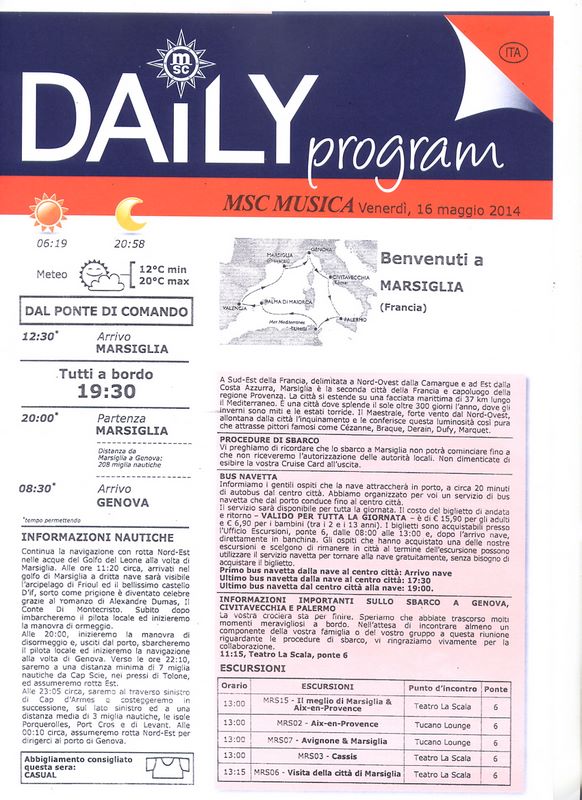 ITA
msc
DAiLY
program
MSC MUSICA Venerdì, 16 maggio 2014
06:19
20:58
Meteo
12°C min
20°C max
DAL PONTE DI COMANDO
12:30* Arrivo
MARSIGLIA
Tutti a bordo
19:30
20:00* Partenza
MARSIGLIA
Distanza da
Marsiglia a Genova:
208 miglia nautiche
08:30* Arrivo
GENOVA
*tempo permettendo
INFORMAZIONI NAUTICHE
Continua la navigazione con rotta Nord-Est
nelle acque del Golfo del Leone alla volta di
Marsiglia. Alle ore 11:20 circa, arrivati nel
golfo di Marsiglia a dritta nave sarà visibile
l'arcipelago di Frioul ed il bellissimo castello
D'if, sorto come prigione è diventato celebre
grazie al romanzo di Alexandre Dumas, Il
Conte Di Montecristo. Subito dopo
imbarcheremo il pilota locale ed inizieremo
la manovra di ormeggio.
Alle 20:00, inizieremo la manovra di
disormeggio e, usciti dal porto, sbarcheremo
il pilota locale ed inizieremo la navigazione
alla volta di Genova. Verso le ore 22:10,
saremo a una distanza minima di 7 miglia
nautiche da Cap Scie, nei pressi di Tolone,
ed assumeremo rotta Est.
Alle 23:05 circa, saremo al traverso sinistro
di Cap D'Armes e costeggeremo in
successione, sul lato sinistro ed a una
distanza media di 3 miglia nautiche, le isole
Porquerolles, Port Cros e di Levant. Alle
00:10 circa, assumeremo rotta Nord-Est per
dirigerci al porto di Genova.
Abbigliamento consigliato
questa sera:
CASUAL
MARSIGLIA
GENOVA
CIVITAVECCHIA
VALENCIA
PALMA DI MAIORCA
Mar Mediterraneo
TUNISI
PALERMO
Benvenuti a
MARSIGLIA
(Francia)
A Sud-Est della Francia, delimitata a Nord-Ovest dalla Camargue e ad Est dalla
Costa Azzurra, Marsiglia è la seconda città della Francia e capoluogo della
regione Provenza. La città si estende su una facciata marittima di 37 km lungo
il Mediterraneo. È una città dove splende il sole oltre 300 giorni l'anno, dove gli
inverni sono miti e le estati torride. Il Maestrale, forte vento dal Nord-Ovest,
allontana dalla città l'inquinamento e le conferisce questa luminosità così pura
che attrasse pittori famosi come Cézanne, Braque, Derain, Dufy, Marquet.
PROCEDURE DI SBARCO
Vi preghiamo di ricordare che lo sbarco a Marsiglia non potrà cominciare fino a
che non riceveremo l'autorizzazione delle autorità locali. Non dimenticate di
esibire la vostra Cruise Card all'uscita.
BUS NAVETTA
Informiamo i gentili ospiti che la nave attraccherà in porto, a circa 20 minuti
di autobus dal centro città. Abbiamo organizzato per voi un servizio di bus
navetta che dal porto conduce fino al centro città.
Il servizio sarà disponibile per tutta la giornata. Il costo del biglietto di andata
e ritorno – VALIDO PER TUTTA LA GIORNATA – è di € 15,90 per gli adulti
e € 6,90 per i bambini (tra i 2 e i 13 anni). I biglietti sono acquistabili presso
l'Ufficio Escursioni, ponte 6, dalle 08:00 alle 13:00 e, dopo l'arrivo nave,
direttamente in banchina. Gli ospiti che hanno acquistato una delle nostre
escursioni e scelgono di rimanere in città al termine dell'escursione possono
utilizzare il servizio navetta per tornare alla nave gratuitamente, senza bisogno di
acquistare il biglietto.
Primo bus navetta dalla nave al centro città: Arrivo nave
Ultimo bus navetta dalla nave al centro città: 17:30
Ultimo bus navetta dal centro città alla nave: 19:00.
INFORMAZIONI IMPORTANTI SULLO SBARCO A GENOVA,
CIVITAVECCHIA E PALERMO
La vostra crociera sta per finire. Speriamo che abbiate trascorso molti
momenti meravigliosi a bordo. Nell'attesa di incontrare almeno un
componente della vostra famiglia o del vostro gruppo a questa riunione
riguardante le procedure di sbarco, vi ringraziamo vivamente per la
collaborazione.
11:15, Teatro La Scala, ponte 6
ESCURSIONI
Orario ESCURSIONI Punto d'incontro Ponte
13:00 MRS15 - Il meglio di Marsiglia &
Aix-en-Provence Teatro La Scala 6
13:00 MRS02 - Aix-en-Provence Tucano Lounge 6
13:00 MRS07 - Avignone & Marsiglia Tucano Lounge 6
13:00 MRS03 - Cassis Teatro La Scala 6
13:15 MRS06 - Visita della città di Marsiglia Teatro La Scala 6